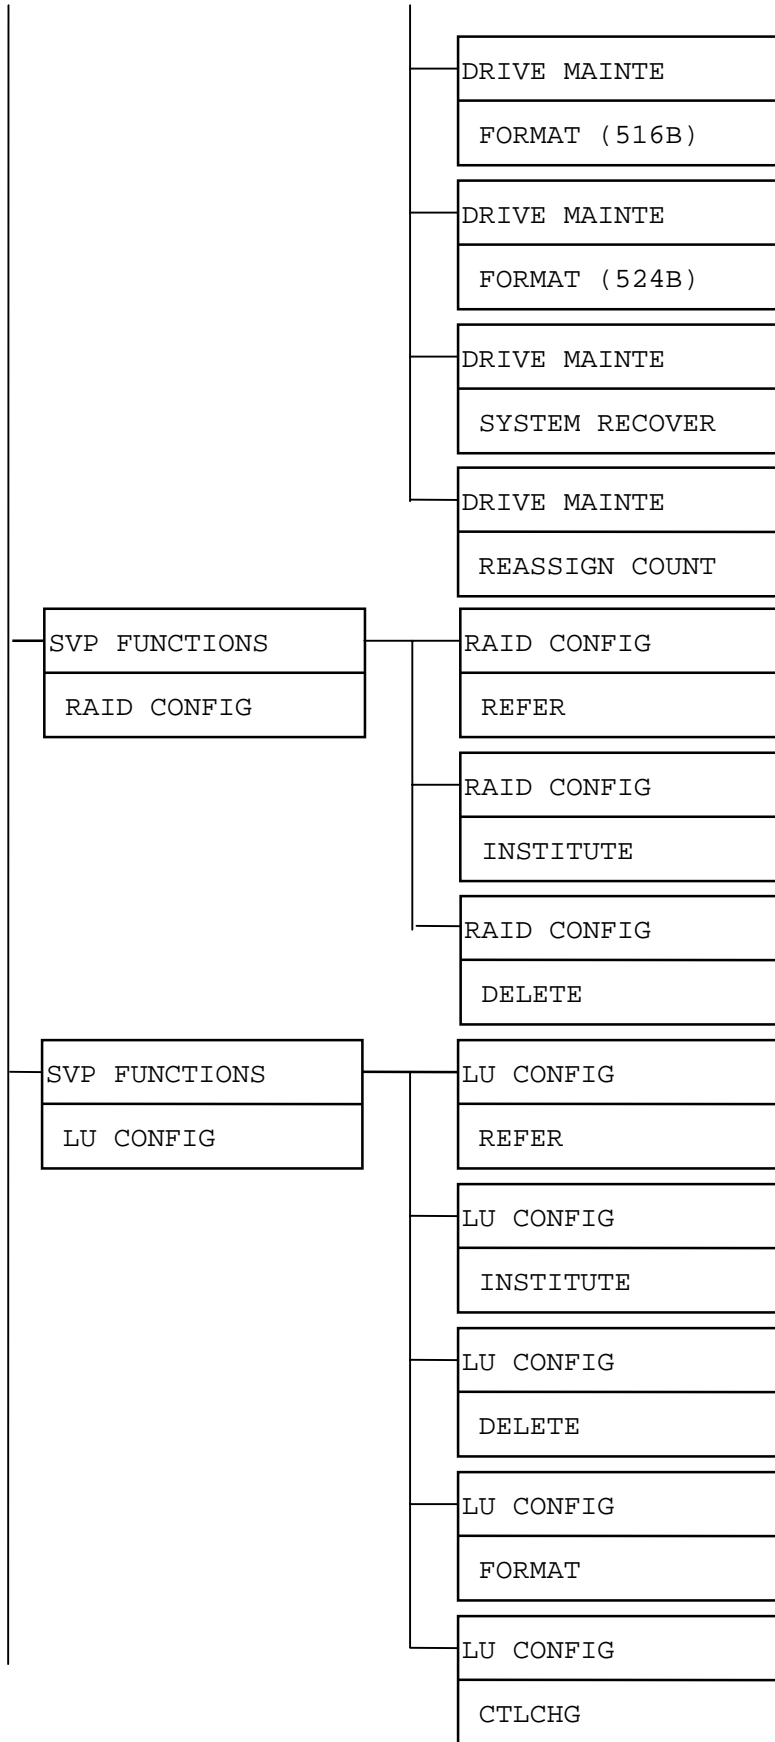 DRIVE MAINTE
FORMAT (516B)
DRIVE MAINTE
FORMAT (524B)
DRIVE MAINTE
SYSTEM RECOVER
DRIVE MAINTE
REASSIGN COUNT
SVP FUNCTIONS
RAID CONFIG
RAID CONFIG
REFER
RAID CONFIG
INSTITUTE
RAID CONFIG
DELETE
SVP FUNCTIONS
LU CONFIG
LU CONFIG
REFER
LU CONFIG
INSTITUTE
LU CONFIG
DELETE
LU CONFIG
FORMAT
LU CONFIG
CTLCHG